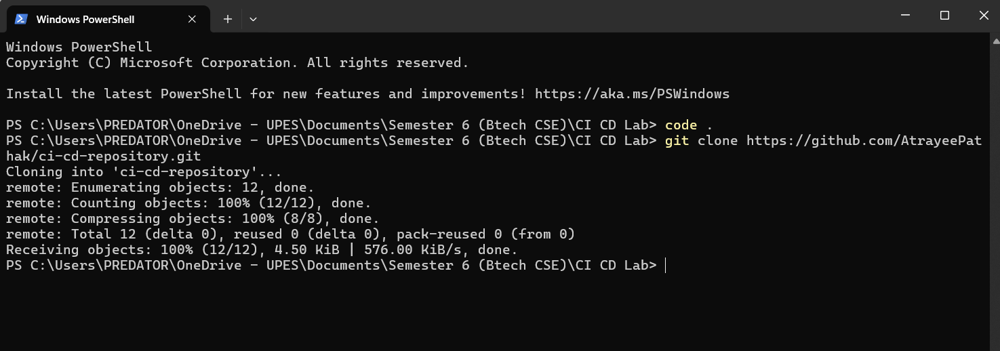 Windows PowerShell
Windows PowerShell
Copyright (C) Microsoft Corporation. All rights reserved.
Install the latest PowerShell for new features and improvements! https://aka.ms/PSWindows
PS C:\Users\PREDATOR\OneDrive - UPES\Documents\Semester 6 (Btech CSE)\CI CD Lab> code .
PS C:\Users\PREDATOR\OneDrive - UPES\Documents\Semester 6 (Btech CSE)\CI CD Lab> git clone https://github.com/AtrayeePat
hak/ci-cd-repository.git
Cloning into 'ci-cd-repository'...
remote: Enumerating objects: 12, done.
remote: Counting objects: 100% (12/12), done.
remote: Compressing objects: 100% (8/8), done.
remote: Total 12 (delta 0), reused 0 (delta 0), pack-reused 0 (from 0)
Receiving objects: 100% (12/12), 4.50 KiB | 576.00 KiB/s, done.
PS C:\Users\PREDATOR\OneDrive - UPES\Documents\Semester 6 (Btech CSE)\CI CD Lab>